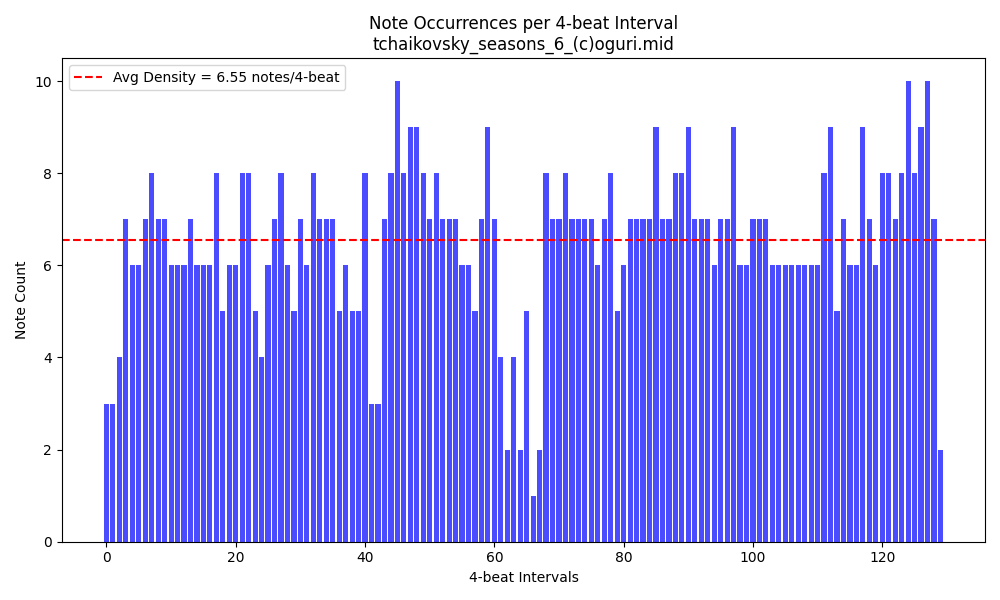 Note Occurrences per 4-beat Interval
tchaikovsky_seasons_6_(c)oguri.mid
Avg Density = 6.55 notes/4-beat
10
8
6
4
2
0
Note Count
0 20 40 60 80 100 120
4-beat Intervals